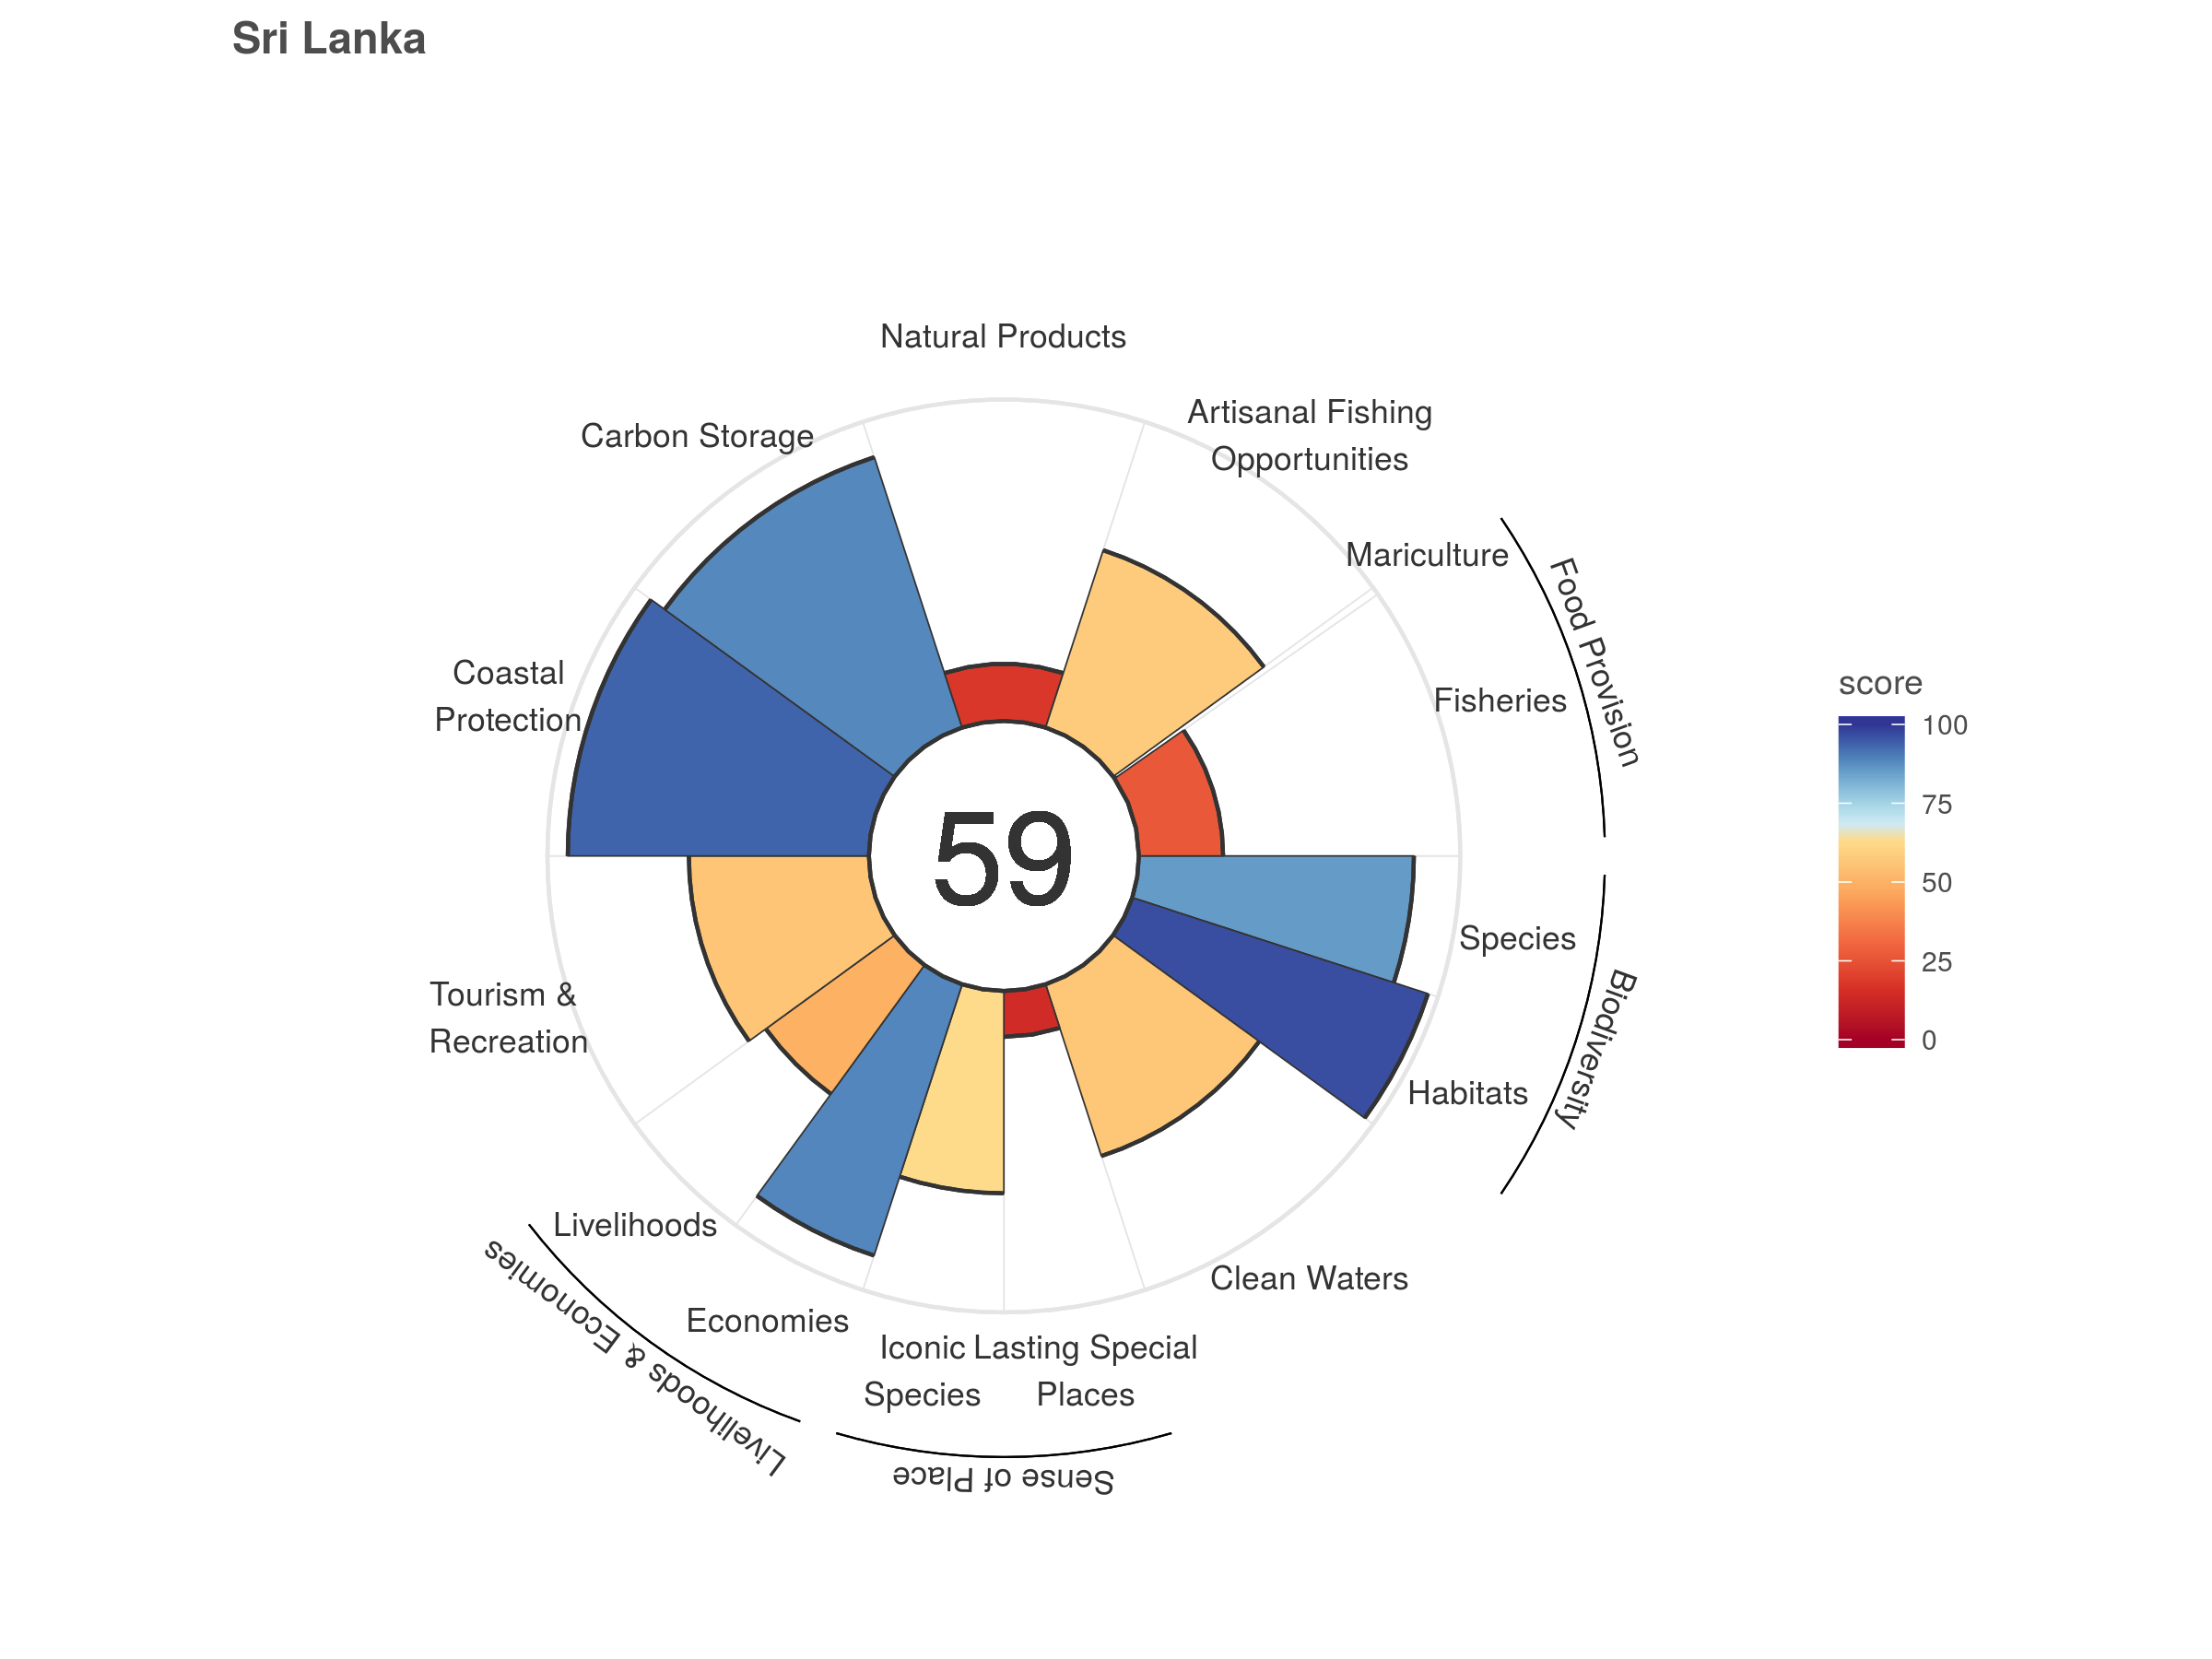 Sri Lanka
Natural Products
Artisanal Fishing
Opportunities
Carbon Storage
Mariculture
Food Provision
Coastal
Protection
Fisheries
score
100
75
50
25
0
59
Species
Biodiversity
Tourism &
Recreation
Habitats
Livelihoods
Clean Waters
Livelihoods & Economies
Economies
Iconic
Species
Lasting Special
Places
Sense of Place